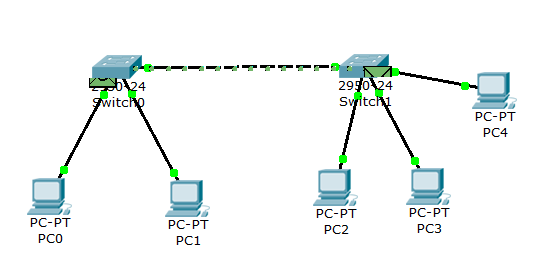 2950-24
Switch0
2950-24
Switch1
PC-PT
PC4
PC-PT
PC0
PC-PT
PC1
PC-PT
PC2
PC-PT
PC3